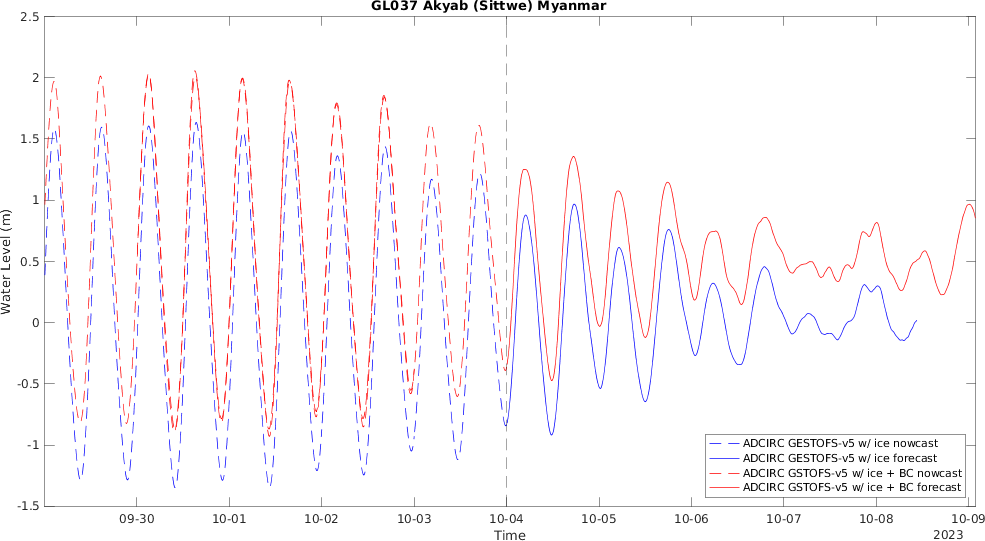 GL037 Akyab (Sittwe) Myanmar
2.5
2
1.5
1
0.5
0
-0.5
-1
-1.5
Water Level (m)
09-30
10-01
10-02
10-03
10-04
10-05
10-06
10-07
10-08
10-09
2023
Time
ADCIRC GESTOFS-v5 w/ ice nowcast
ADCIRC GESTOFS-v5 w/ ice forecast
ADCIRC GSTOFS-v5 w/ ice + BC nowcast
ADCIRC GSTOFS-v5 w/ ice + BC forecast